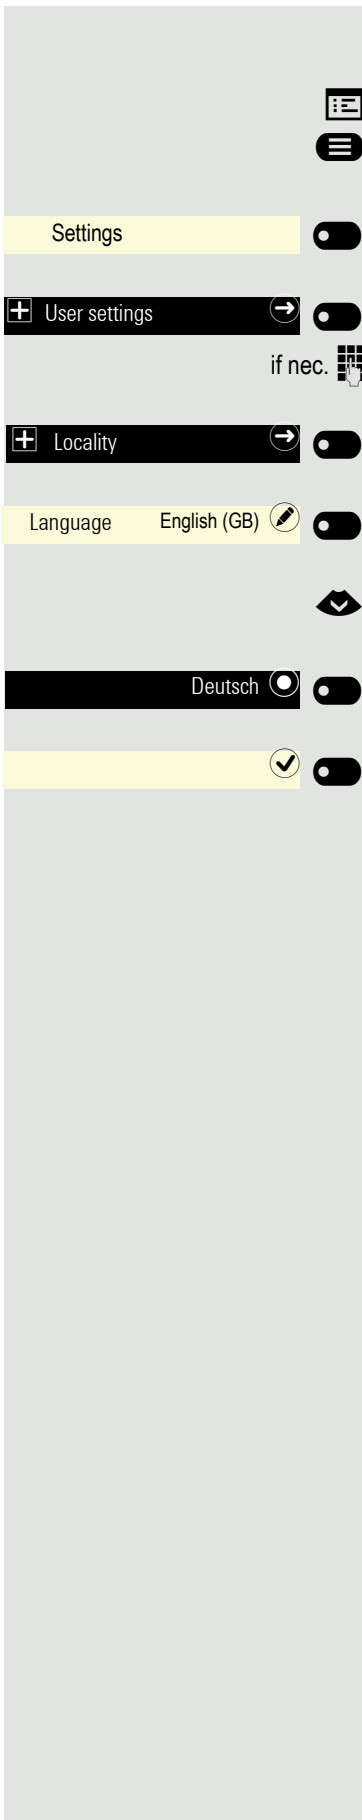 Settings
User settings
if nec.
Locality
Language English (GB)
Deutsch